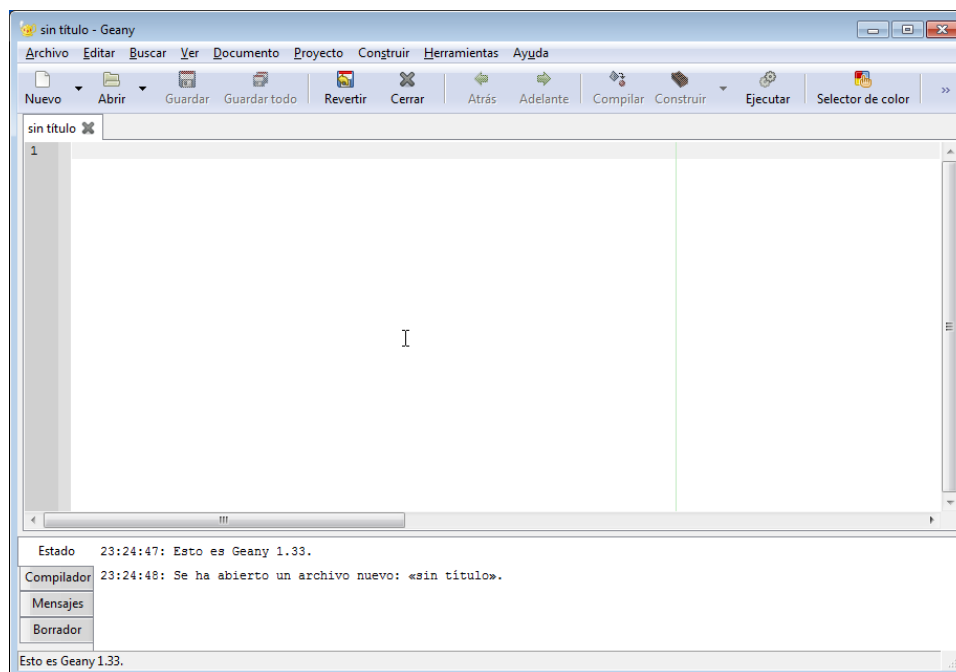 sin título - Geany
Archivo Editar Buscar Ver Documento Proyecto Construir Herramientas Ayuda
Nuevo Abrir Guardar Guardar todo Revertir Cerrar Atrás Adelante Compilar Construir Ejecutar Selector de color
sin título
1
Estado
23:24:47: Esto es Geany 1.33.
Compilador
23:24:48: Se ha abierto un archivo nuevo: «sin título».
Mensajes
Borrador
Esto es Geany 1.33.